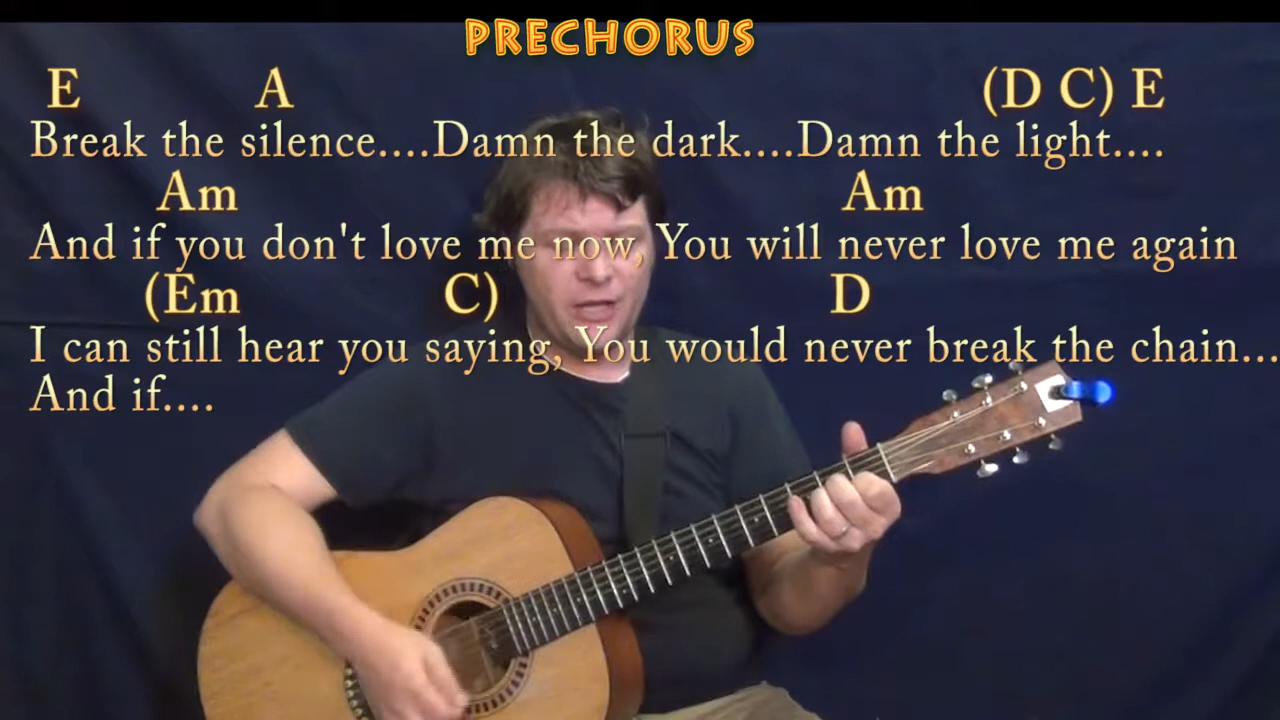 PRECHORUS
E A (D C) E
Break the silence....Damn the dark....Damn the light....
Am Am
And if you don't love me now, You will never love me again
(Em C) D
I can still hear you saying, You would never break the chain...
And if....